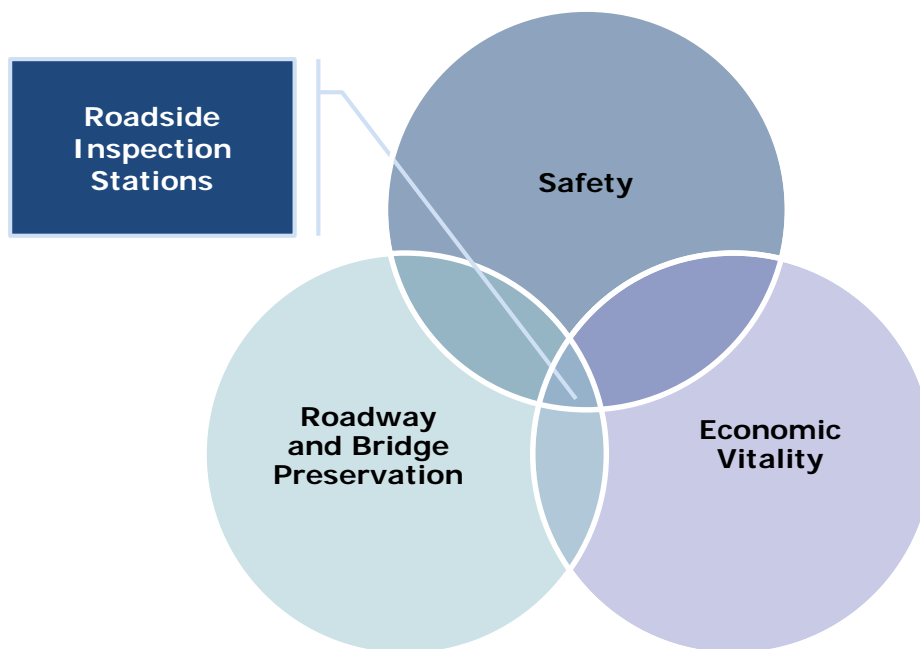 Roadside
Inspection
Stations
Safety
Roadway
and Bridge
Preservation
Economic
Vitality